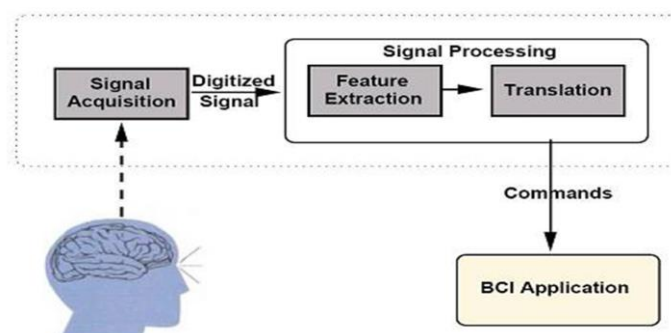 Signal Processing
Signal
Acquisition
Digitized
Signal
Feature
Extraction
Translation
Commands
BCI Application